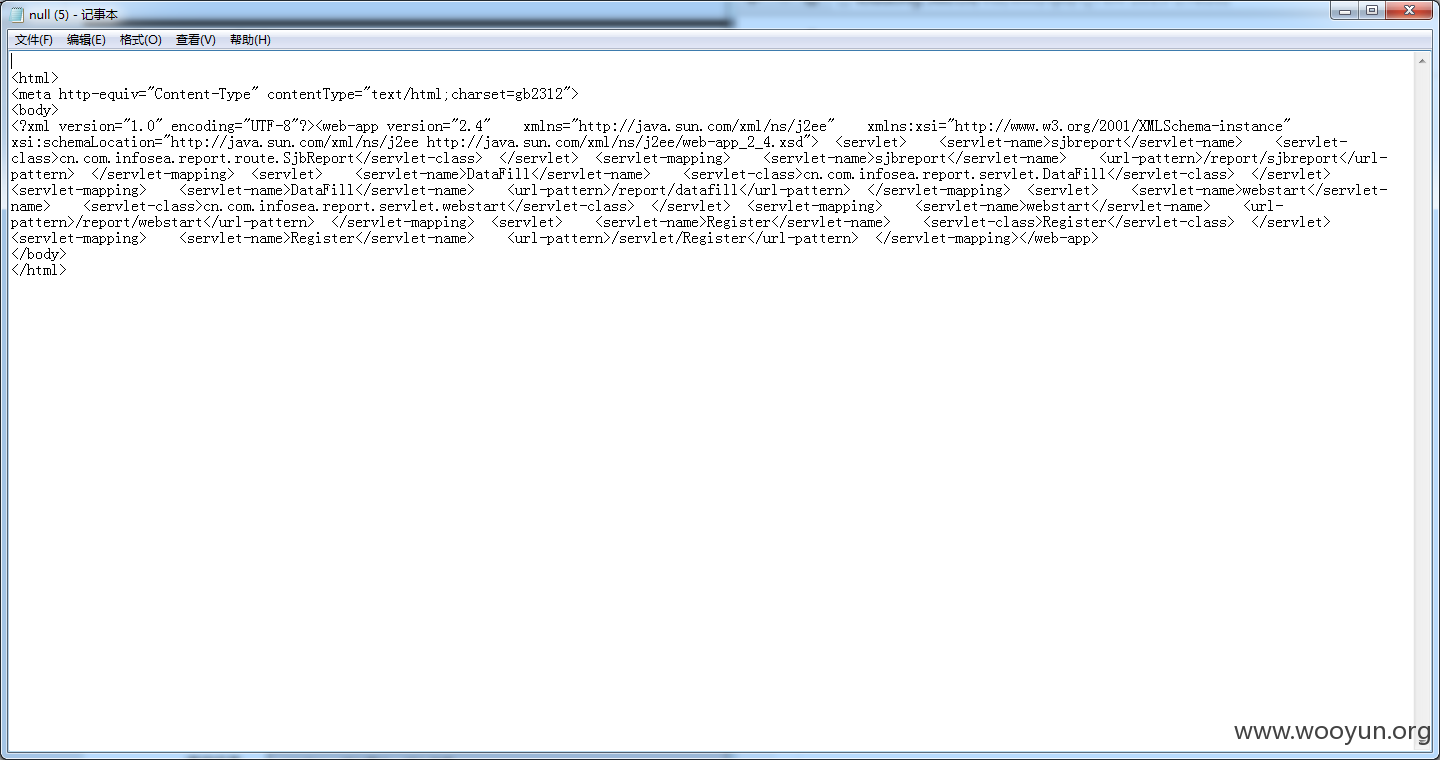 null (5) - 记事本
文件(F) 编辑(E) 格式(O) 查看(V) 帮助(H)
<html>
<meta http-equiv="Content-Type" contentType="text/html;charset=gb2312">
<body>
<?xml version="1.0" encoding="UTF-8"?><web-app version="2.4"    xmlns="http://java.sun.com/xml/ns/j2ee"    xmlns:xsi="http://www.w3.org/2001/XMLSchema-instance"
xsi:schemaLocation="http://java.sun.com/xml/ns/j2ee http://java.sun.com/xml/ns/j2ee/web-app_2_4.xsd">  <servlet>    <servlet-name>sjbreport</servlet-name>    <servlet-
class>cn.com.infosea.report.route.SjbReport</servlet-class>  </servlet>  <servlet-mapping>    <servlet-name>sjbreport</servlet-name>    <url-pattern>/report/sjbreport</url-
pattern>  </servlet-mapping>  <servlet>    <servlet-name>DataFill</servlet-name>    <servlet-class>cn.com.infosea.report.servlet.DataFill</servlet-class>  </servlet>
<servlet-mapping>    <servlet-name>DataFill</servlet-name>    <url-pattern>/report/datafill</url-pattern>  </servlet-mapping>  <servlet>    <servlet-name>webstart</servlet-
name>    <servlet-class>cn.com.infosea.report.servlet.webstart</servlet-class>  </servlet>  <servlet-mapping>    <servlet-name>webstart</servlet-name>    <url-
pattern>/report/webstart</url-pattern>  </servlet-mapping>  <servlet>    <servlet-name>Register</servlet-name>    <servlet-class>Register</servlet-class>  </servlet>
<servlet-mapping>    <servlet-name>Register</servlet-name>    <url-pattern>/servlet/Register</url-pattern>  </servlet-mapping></web-app>
</body>
</html>
www.wooyun.org